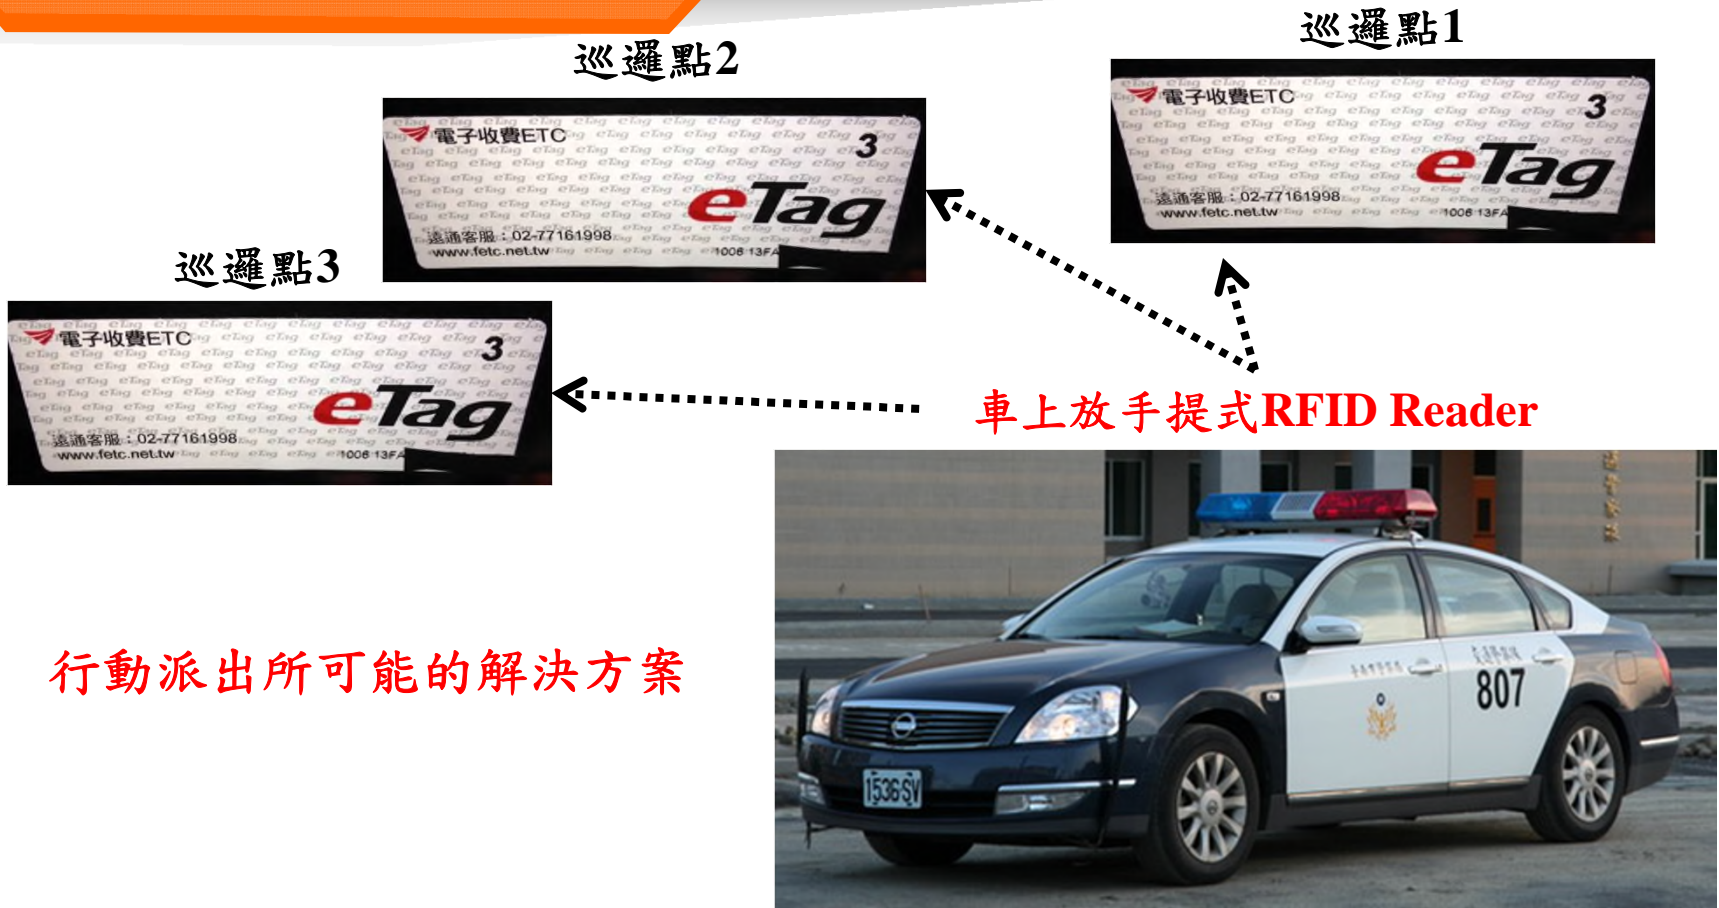 巡邏點1
電子收費ETC
3
eTag
遠通客服：02-77161998
www.fetc.net.tw
1006 13FA
巡邏點2
電子收費ETC
3
eTag
遠通客服：02-77161998
www.fetc.net.tw
1006 13FA
巡邏點3
電子收費ETC
3
eTag
遠通客服：02-77161998
www.fetc.net.tw
1006 13FA
車上放手提式RFID Reader
行動派出所可能的解決方案
807
1536·SV